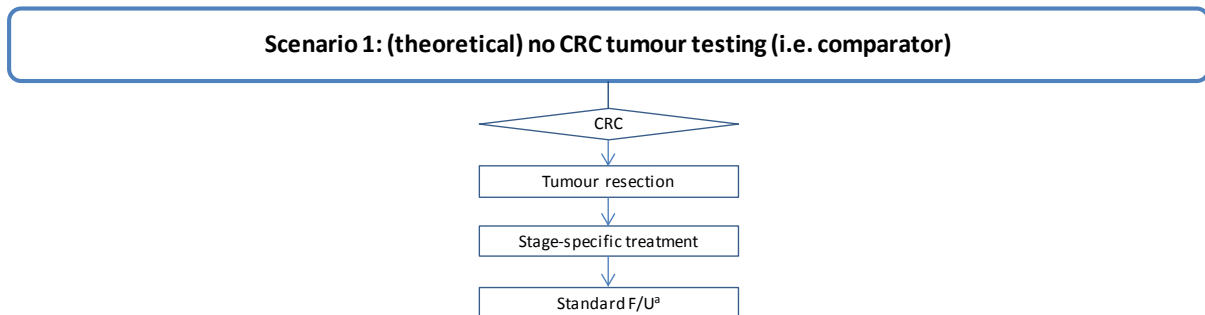 Scenario 1: (theoretical) no CRC tumour testing (i.e. comparator)
CRC
Tumour resection
Stage-specific treatment
Standard F/Uᵃ